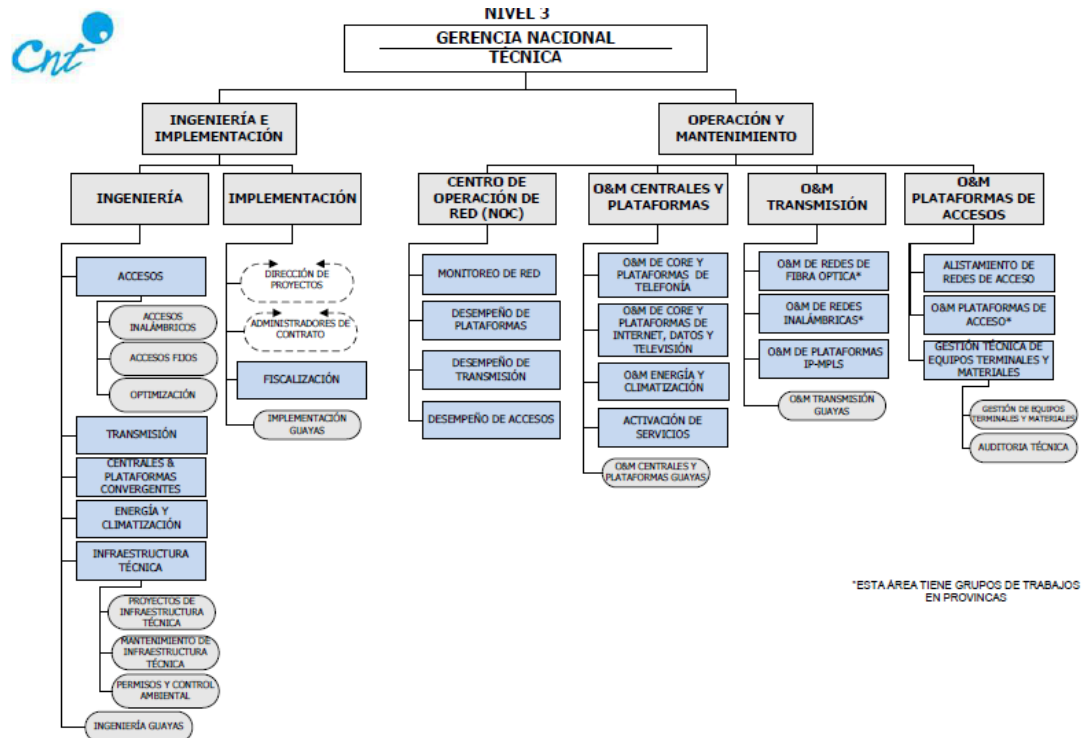 NIVEL 3
cnt
GERENCIA NACIONAL
TÉCNICA
INGENIERÍA E
IMPLEMENTACIÓN
OPERACIÓN Y
MANTENIMIENTO
INGENIERÍA
IMPLEMENTACIÓN
CENTRO DE
OPERACIÓN DE
RED (NOC)
O&M CENTRALES Y
PLATAFORMAS
O&M
TRANSMISIÓN
O&M
PLATAFORMAS DE
ACCESOS
ACCESOS
ACCESOS
INALÁMBRICOS
ACCESOS FIJOS
OPTIMIZACIÓN
TRANSMISIÓN
CENTRALES &
PLATAFORMAS
CONVERGENTES
ENERGÍA Y
CLIMATIZACIÓN
INFRAESTRUCTURA
TÉCNICA
PROYECTOS DE
INFRAESTRUCTURA
TÉCNICA
MANTENIMIENTO DE
INFRAESTRUCTURA
TÉCNICA
PERMISOS Y CONTROL
AMBIENTAL
INGENIERÍA GUAYAS
DIRECCIÓN DE
PROYECTOS
ADMINISTRADORES DE
CONTRATO
FISCALIZACIÓN
IMPLEMENTACIÓN
GUAYAS
MONITOREO DE RED
DESEMPEÑO DE
PLATAFORMAS
DESEMPEÑO DE
TRANSMISIÓN
DESEMPEÑO DE ACCESOS
O&M DE CORE Y
PLATAFORMAS DE
TELEFONÍA
O&M DE CORE Y
PLATAFORMAS DE
INTERNET, DATOS Y
TELEVISIÓN
O&M ENERGÍA Y
CLIMATIZACIÓN
ACTIVACIÓN DE
SERVICIOS
O&M CENTRALES Y
PLATAFORMAS GUAYAS
O&M DE REDES DE
FIBRA OPTICA*
O&M DE REDES
INALÁMBRICAS*
O&M DE PLATAFORMAS
IP-MPLS
O&M TRANSMISIÓN
GUAYAS
ALISTAMIENTO DE
REDES DE ACCESO
O&M PLATAFORMAS DE
ACCESO*
GESTIÓN TÉCNICA DE
EQUIPOS TERMINALES Y
MATERIALES
GESTIÓN DE EQUIPOS
TERMINALES Y MATERIALES
AUDITORIA TÉCNICA
*ESTA ÁREA TIENE GRUPOS DE TRABAJOS
EN PROVINCAS